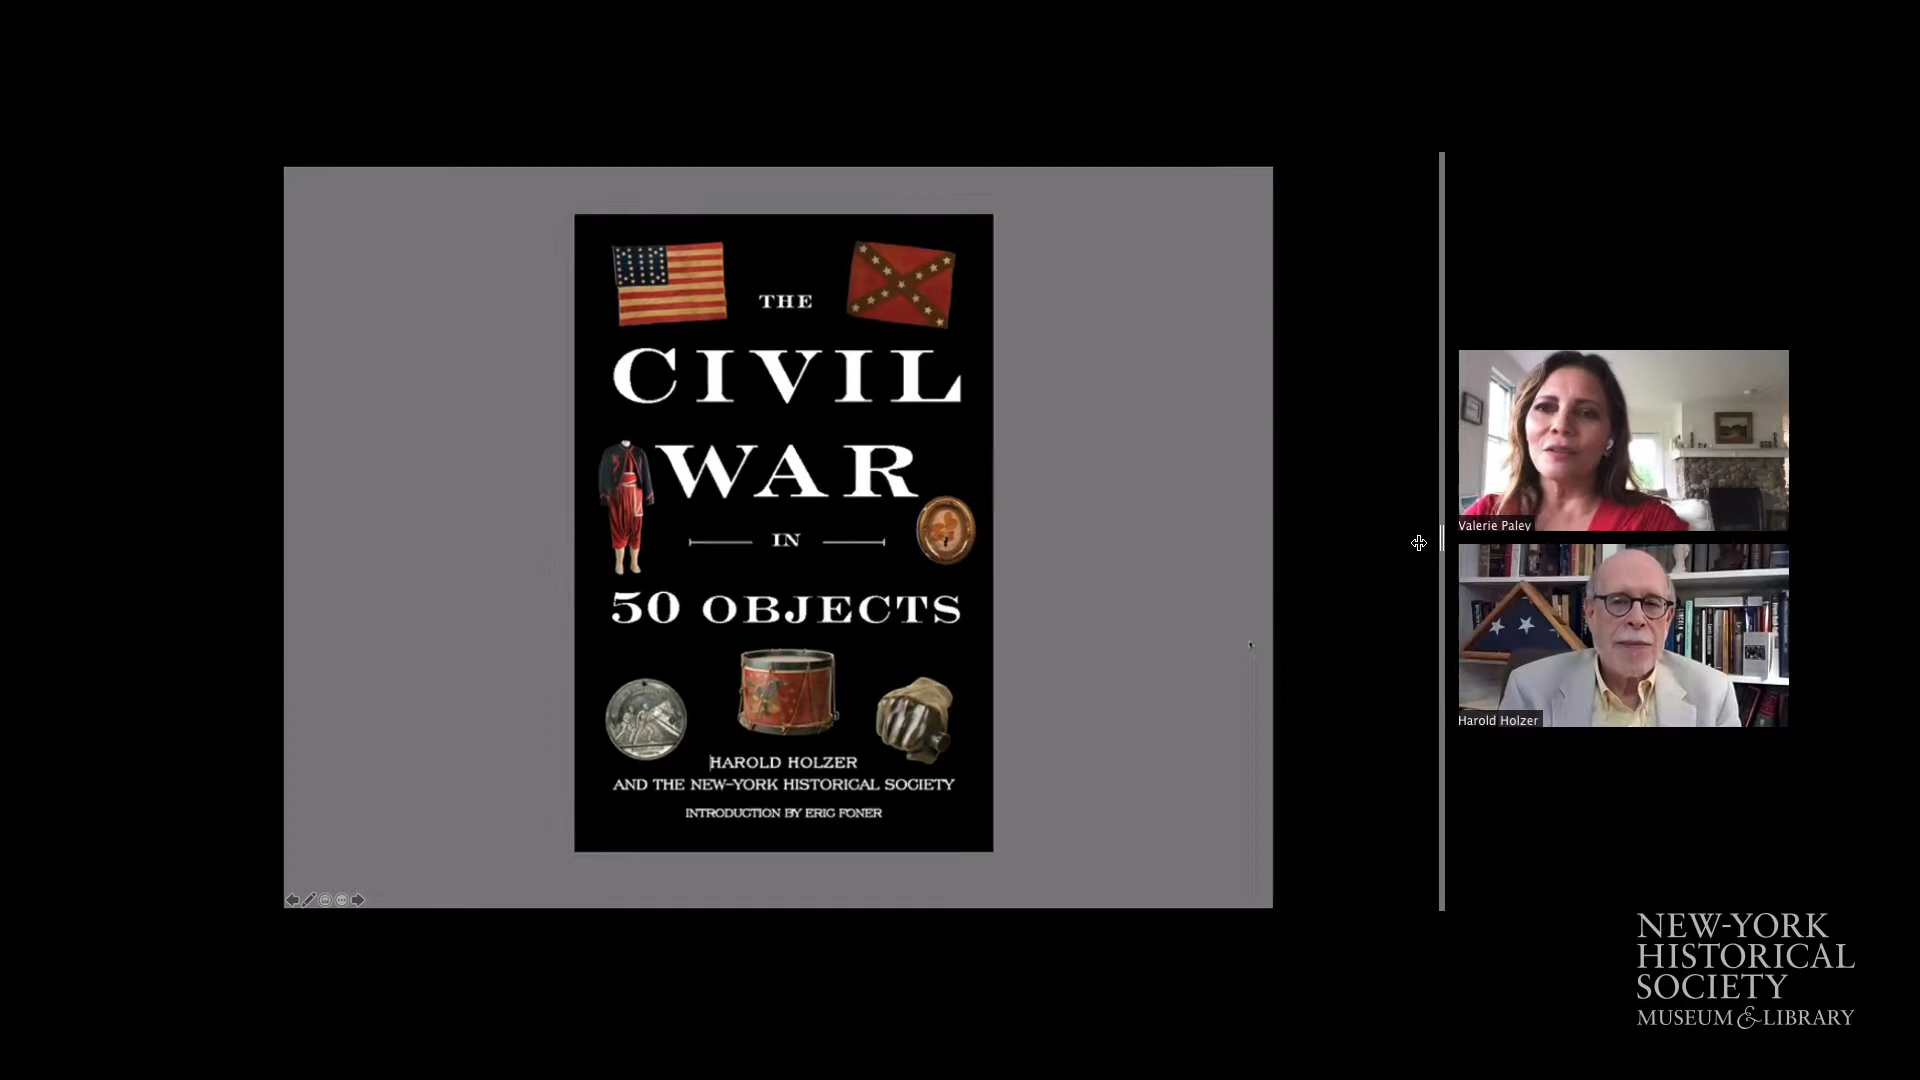 THE
CIVIL
WAR
IN
50 OBJECTS
HAROLD HOLZER
AND THE NEW-YORK HISTORICAL SOCIETY
INTRODUCTION BY ERIC FONER
Valerie Paley
Harold Holzer
NEW-YORK
HISTORICAL
SOCIETY
MUSEUM & LIBRARY